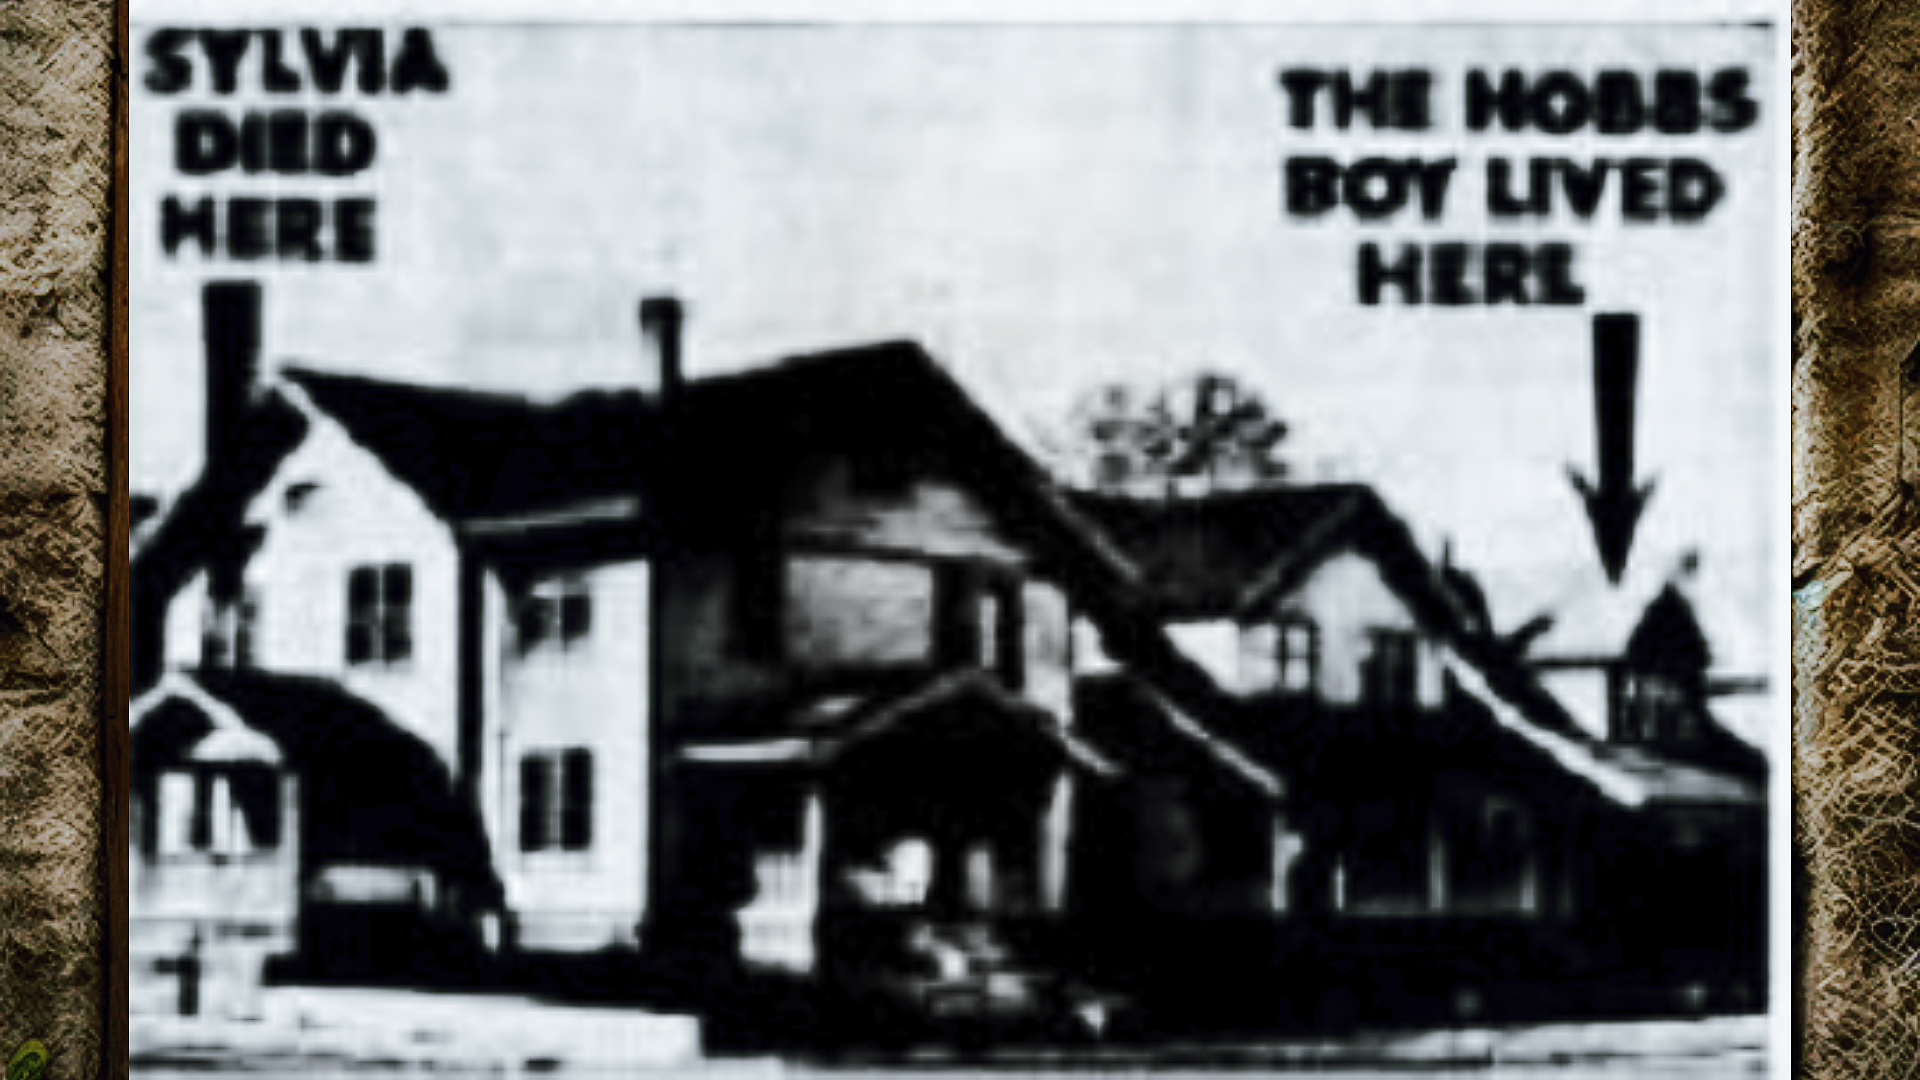 SYLVIA
DIED
HERE
THE HOBBS
BOY LIVED
HERE